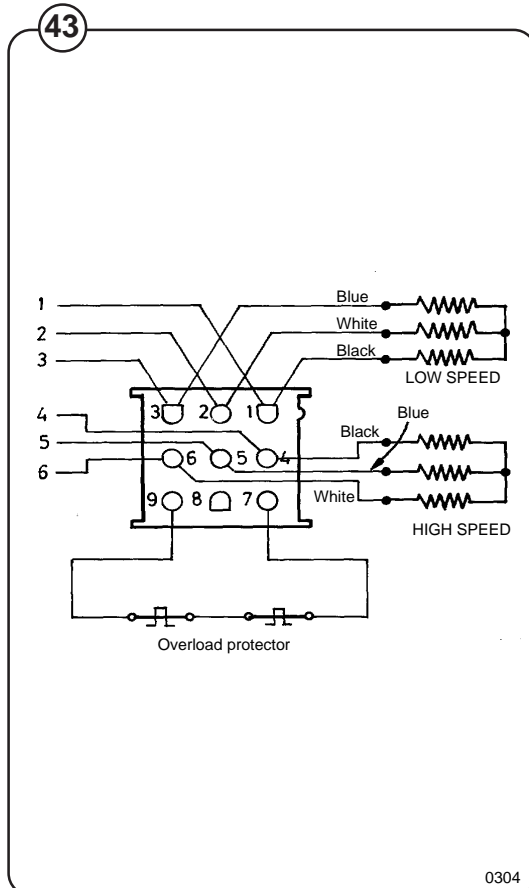 43
1
2
3
Blue
White
Black
LOW SPEED
3 2 1
4
5
6
Black
Blue
6 5 4
White
HIGH SPEED
9 8 7
Overload protector
0304